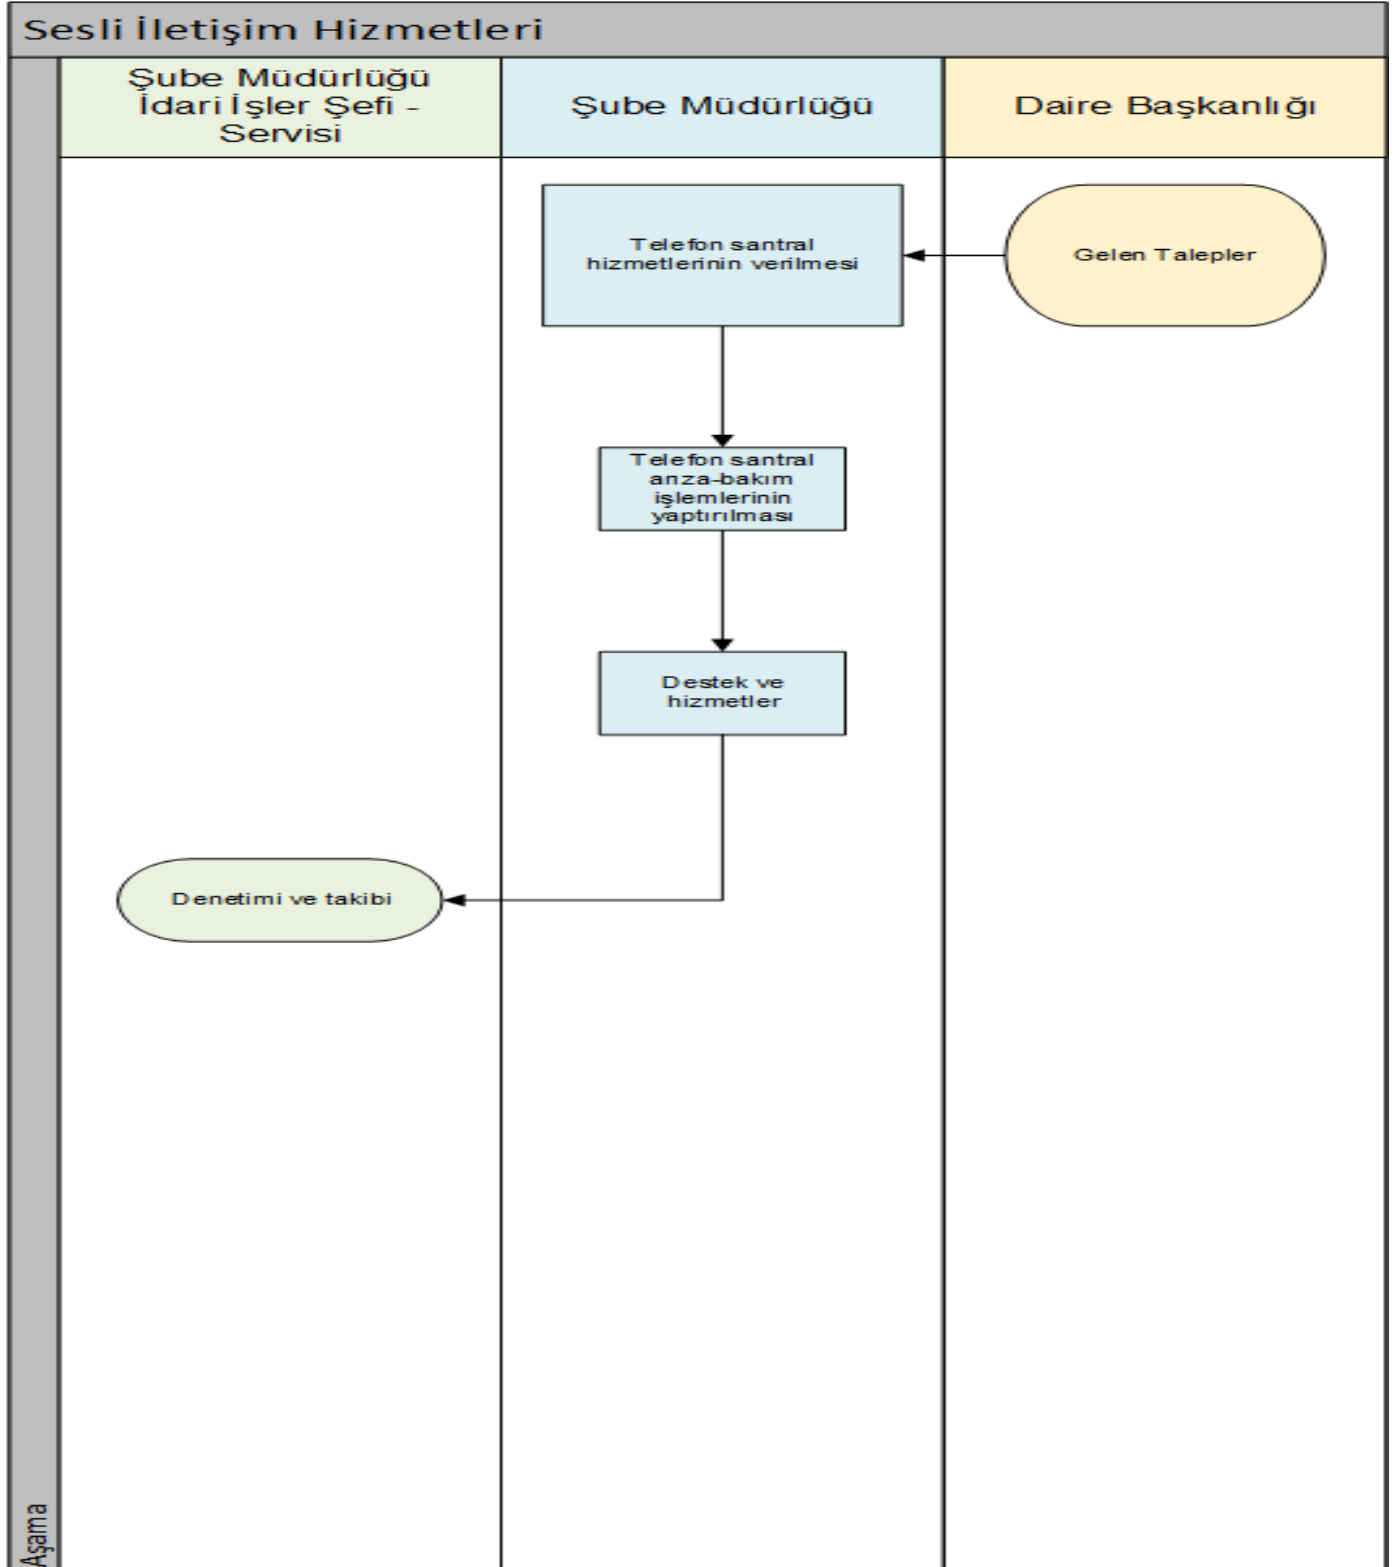 Sesli İletişim Hizmetleri
Şube Müdürlüğü
İdari İşler Şefi -
Servisi
Şube Müdürlüğü
Daire Başkanlığı
Telefon santral
hizmetlerinin verilmesi
Gelen Talepler
Telefon santral
arıza-bakım
işlemlerinin
yaptırılması
Destek ve
hizmetler
Denetimi ve takibi
Aşama